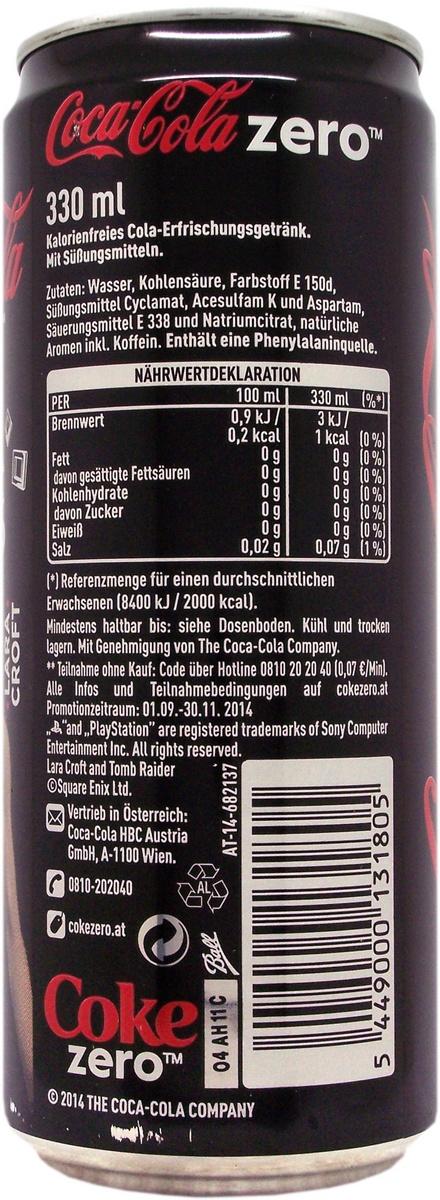 Coca-Cola zero™
330 ml
Kalorienfreies Cola-Erfrischungsgetränk.
Mit Süßungsmitteln.
Zutaten: Wasser, Kohlensäure, Farbstoff E 150d,
Süßungsmittel Cyclamat, Acesulfam K und Aspartam,
Säuerungsmittel E 338 und Natriumcitrat, natürliche
Aromen inkl. Koffein. Enthält eine Phenylalaninquelle.
NÄHRWERTDEKLARATION
PER 100 ml 330 ml (%*)
Brennwert 0,9 kJ / 3 kJ /
0,2 kcal 1 kcal (0%)
Fett 0 g 0 g (0%)
davon gesättigte Fettsäuren 0 g 0 g (0%)
Kohlenhydrate 0 g 0 g (0%)
davon Zucker 0 g 0 g (0%)
Eiweiß 0 g 0 g (0%)
Salz 0,02 g 0,07 g (1%)
(*) Referenzmenge für einen durchschnittlichen
Erwachsenen (8400 kJ / 2000 kcal).
Mindestens haltbar bis: siehe Dosenboden. Kühl und trocken
lagern. Mit Genehmigung von The Coca-Cola Company.
** Teilnahme ohne Kauf: Code über Hotline 0810 20 20 40 (0,07 €/Min).
Alle Infos und Teilnahmebedingungen auf cokezero.at
Promotionzeitraum: 01.09.-30.11. 2014
„PS“and „PlayStation“ are registered trademarks of Sony Computer
Entertainment Inc. All rights reserved.
Lara Croft and Tomb Raider
©Square Enix Ltd.
Vertrieb in Österreich:
Coca-Cola HBC Austria
GmbH, A-1100 Wien.
0810-202040
cokezero.at
AL
AT-14-682137
Ball
04 AH11C
5 449000 131805
Coke
zero™
© 2014 THE COCA-COLA COMPANY
LARA
CROFT